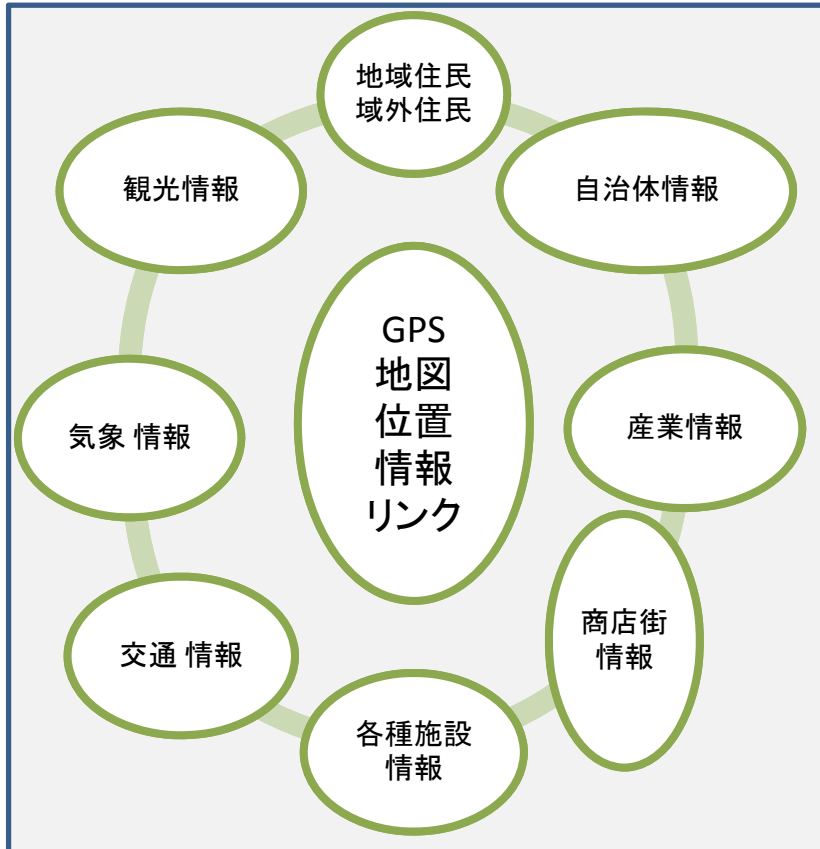 地域住民
域外住民
観光情報
自治体情報
GPS
地図
位置
情報
リンク
気象 情報
産業情報
商店街
情報
交通 情報
各種施設
情報